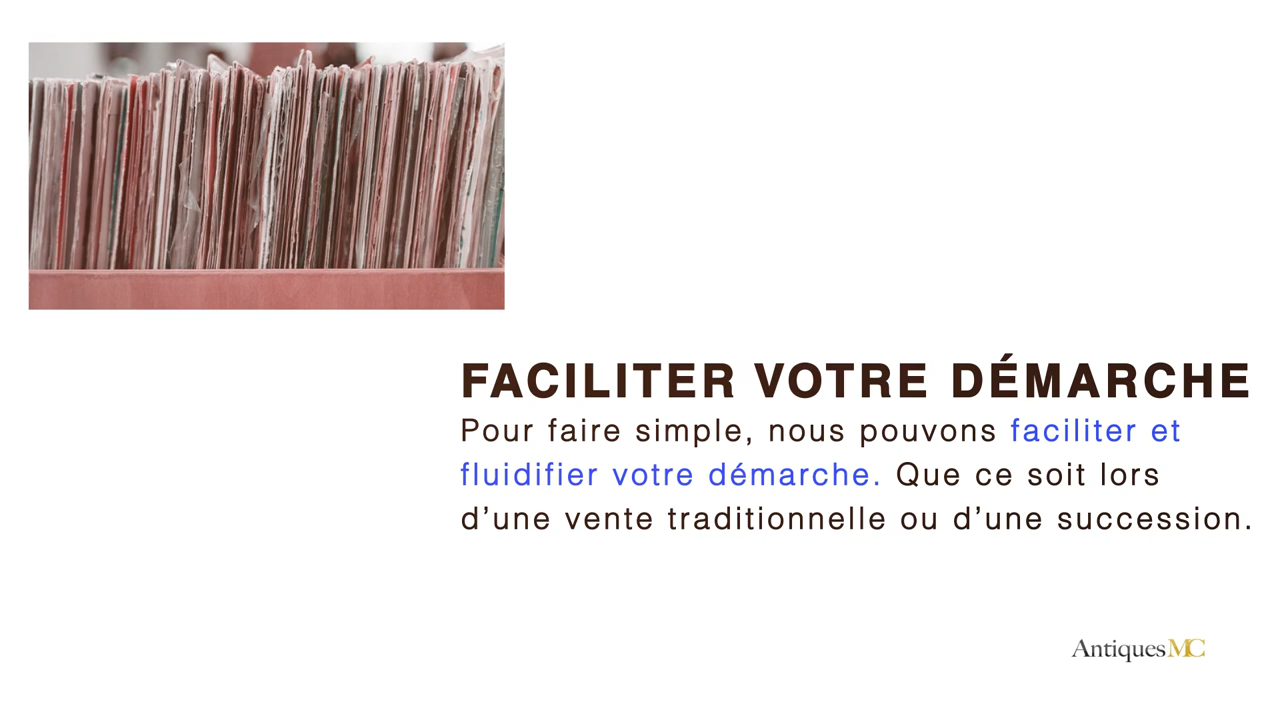 FACILITER VOTRE DÉMARCHE
Pour faire simple, nous pouvons faciliter et
fluidifier votre démarche. Que ce soit lors
d’une vente traditionnelle ou d’une succession.
AntiquesMC